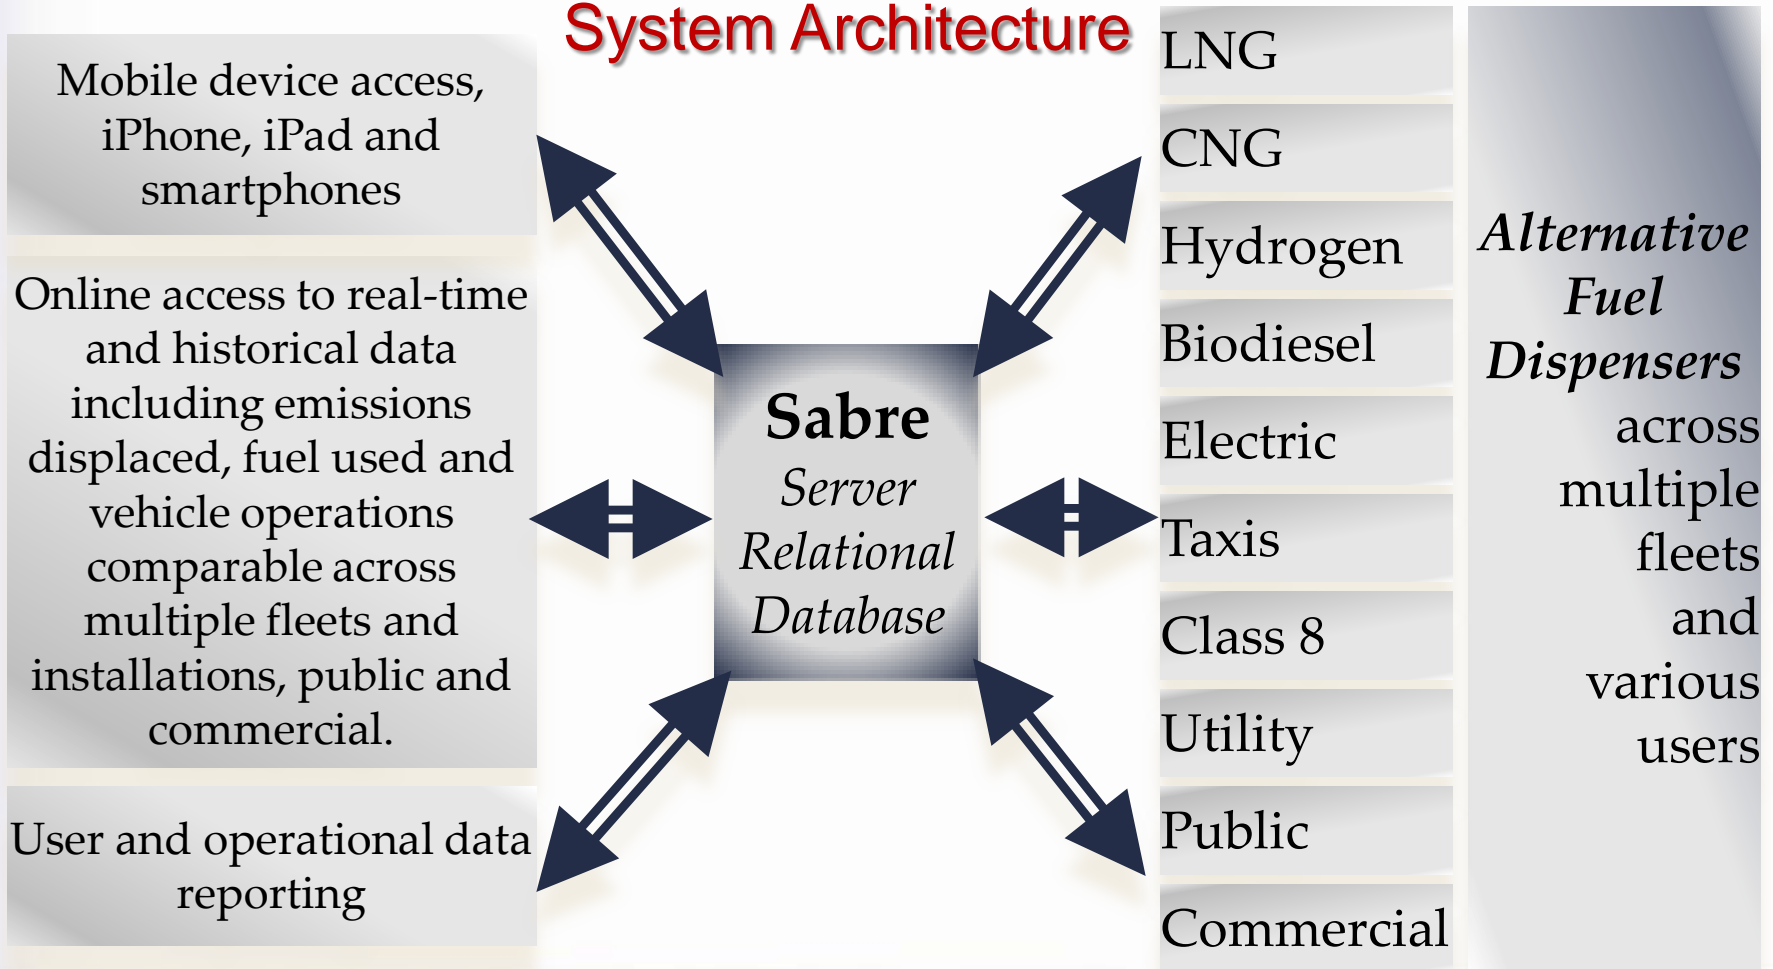 System Architecture
Mobile device access,
iPhone, iPad and
smartphones
Online access to real-time
and historical data
including emissions
displaced, fuel used and
vehicle operations
comparable across
multiple fleets and
installations, public and
commercial.
User and operational data
reporting
Sabre
Server
Relational
Database
LNG
CNG
Hydrogen
Biodiesel
Electric
Taxis
Class 8
Utility
Public
Commercial
Alternative
Fuel
Dispensers
across
multiple
fleets
and
various
users